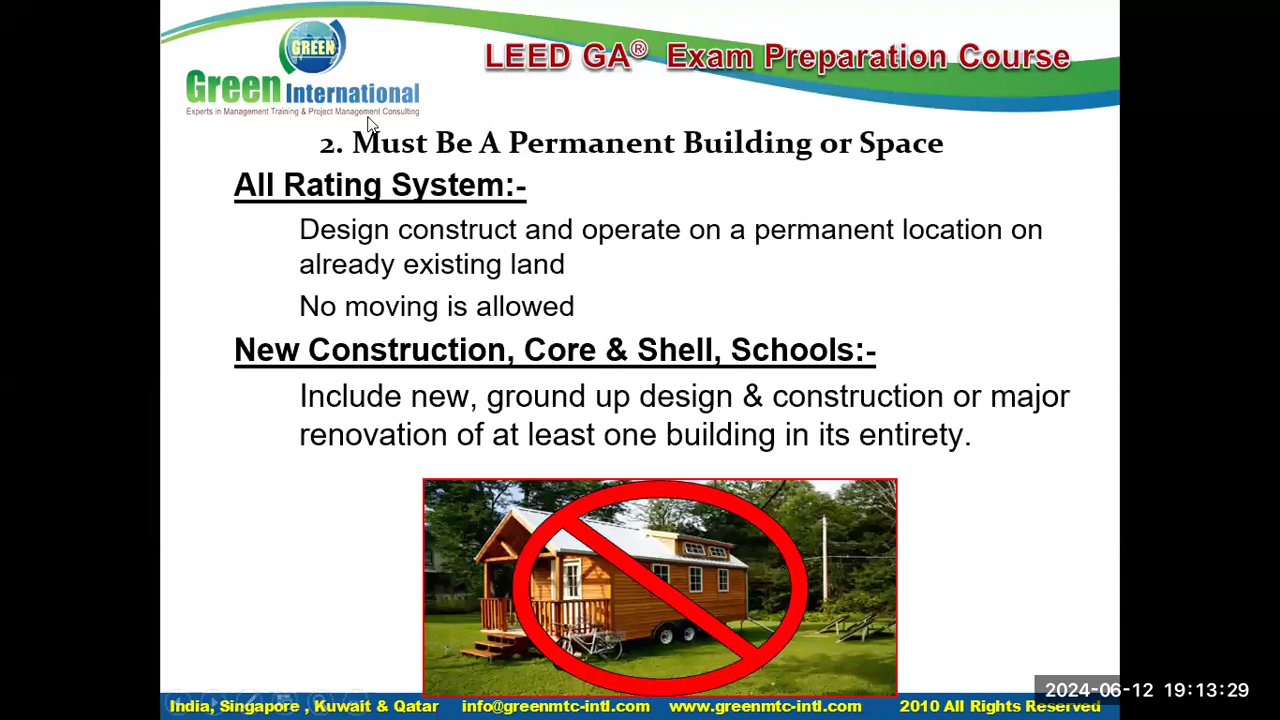 GREEN
Green International
Experts in Management Training & Project Management Consulting
LEED GA® Exam Preparation Course
2. Must Be A Permanent Building or Space
All Rating System:-
Design construct and operate on a permanent location on
already existing land
No moving is allowed
New Construction, Core & Shell, Schools:-
Include new, ground up design & construction or major
renovation of at least one building in its entirety.
2024-06-12 19:13:29
India, Singapore , Kuwait & Qatar info@greenmtc-intl.com www.greenmtc-intl.com 2010 All Rights Reserved